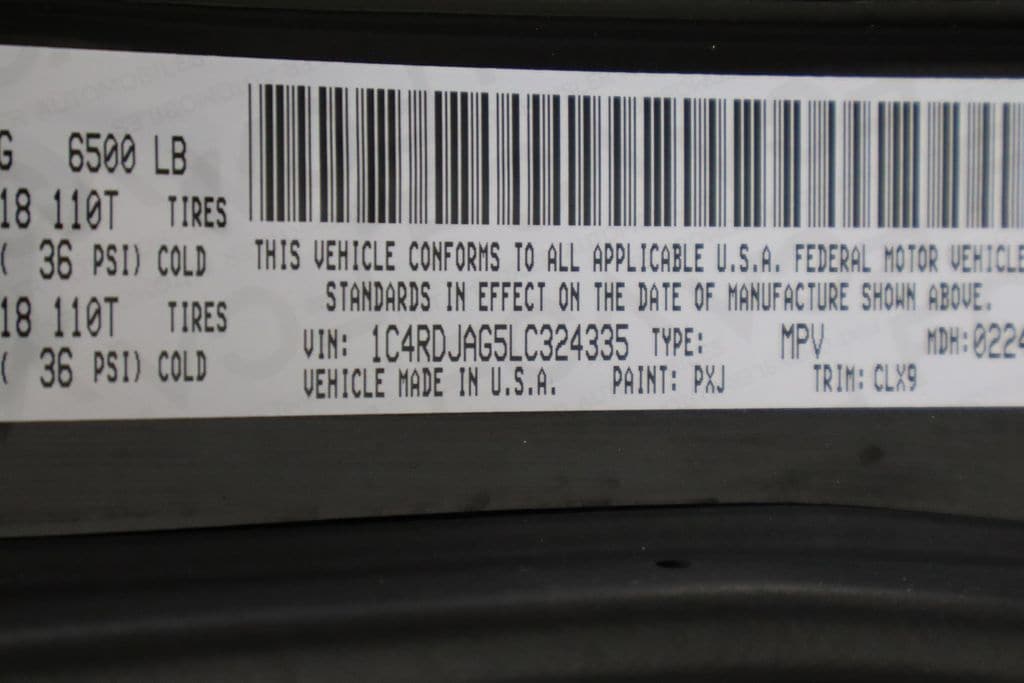 G 6500 LB
18 110T TIRES
( 36 PSI) COLD
18 110T TIRES
( 36 PSI) COLD
THIS VEHICLE CONFORMS TO ALL APPLICABLE U.S.A. FEDERAL MOTOR VEHICLE
STANDARDS IN EFFECT ON THE DATE OF MANUFACTURE SHOWN ABOVE.
VIN: 1C4RDJAG5LC324335 TYPE: MPV MDH:0224
VEHICLE MADE IN U.S.A. PAINT: PXJ TRIM: CLX9